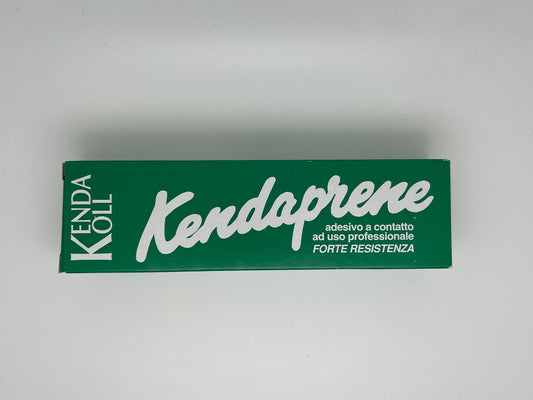 KENDA
KOLL
Kendaprene
adesivo a contatto
ad uso professionale
FORTE RESISTENZA